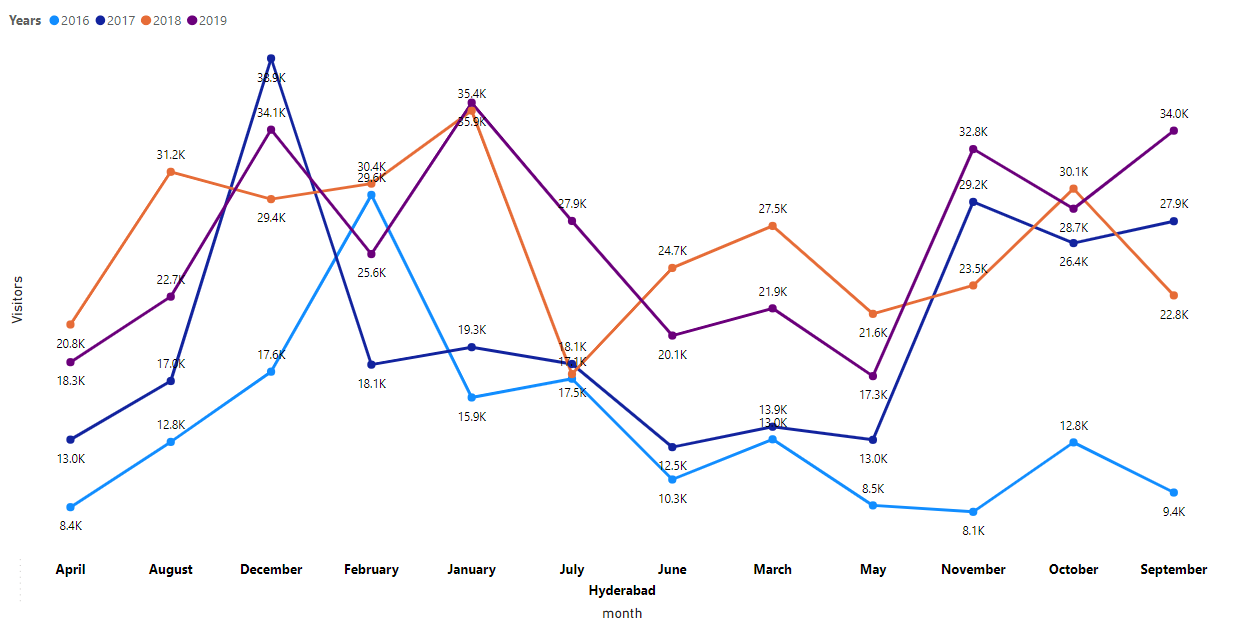 Years 2016 2017 2018 2019
38.9K
35.4K
34.1K
34.0K
35.9K
32.8K
31.2K
30.4K
30.1K
29.6K
29.2K
27.9K
27.9K
27.5K
29.4K
28.7K
24.7K
26.4K
25.6K
23.5K
22.7K
21.9K
22.8K
Visitors
19.3K
21.6K
20.8K
18.1K
17.6K
20.1K
17.0K
17.1K
18.3K
18.1K
17.5K
17.3K
13.9K
15.9K
13.0K
12.8K
12.8K
13.0K
13.0K
12.5K
8.5K
10.3K
9.4K
8.4K
8.1K
April August December February January July June March May November October September
Hyderabad
month